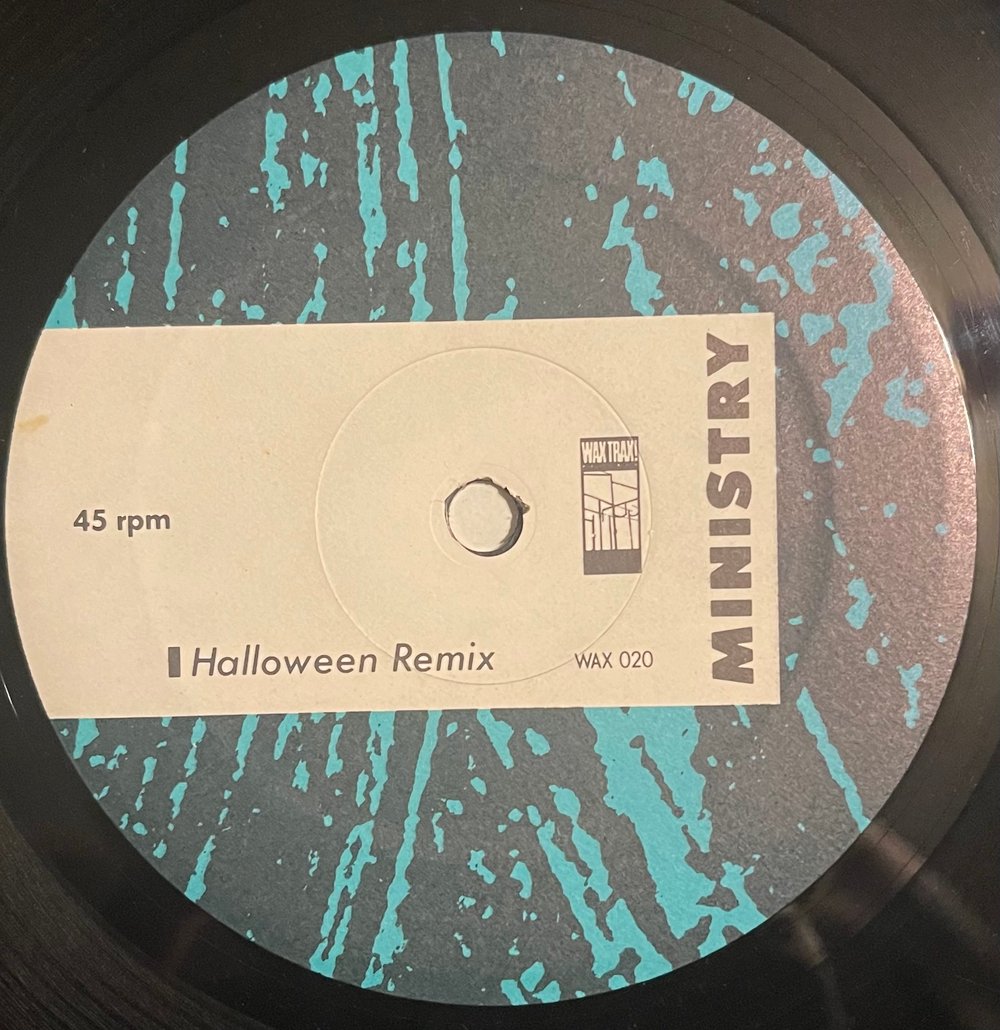 MINISTRY
WAX TRAX!
45 rpm
Halloween Remix
WAX 020